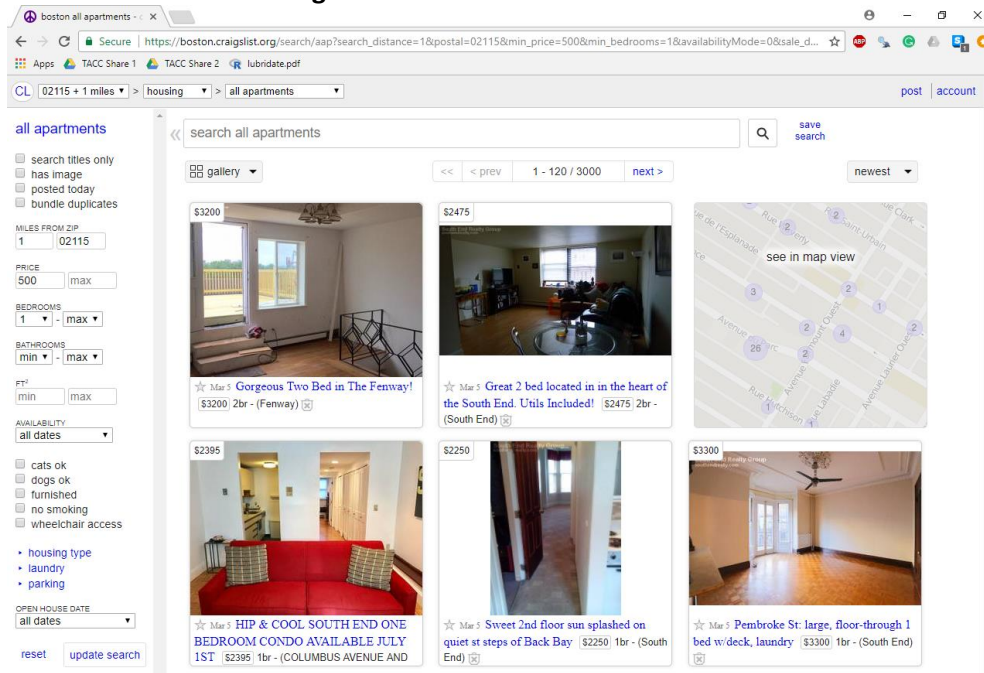 boston all apartments - c
Secure | https://boston.craigslist.org/search/aap?search_distance=1&postal=02115&min_price=500&min_bedrooms=1&availabilityMode=0&sale_d...
Apps TACC Share 1 TACC Share 2 lubridate.pdf
CL 02115 + 1 miles > housing > all apartments post account
all apartments
search titles only
has image
posted today
bundle duplicates
MILES FROM ZIP
1 02115
PRICE
500 max
BEDROOMS
1 - max
BATHROOMS
min - max
FT²
min max
AVAILABILITY
all dates
cats ok
dogs ok
furnished
no smoking
wheelchair access
housing type
laundry
parking
OPEN HOUSE DATE
all dates
reset update search
search all apartments
save
search
gallery << < prev 1 - 120 / 3000 next > newest
$3200
Mar 5 Gorgeous Two Bed in The Fenway!
$3200 2br - (Fenway)
$2475
South End Realty Group
Mar 5 Great 2 bed located in in the heart of
the South End. Utils Included! $2475 2br -
(South End)
see in map view
$2395
Mar 5 HIP & COOL SOUTH END ONE
BEDROOM CONDO AVAILABLE JULY
1ST $2395 1br - (COLUMBUS AVENUE AND
$2250
Mar 5 Sweet 2nd floor sun splashed on
quiet st steps of Back Bay $2250 1br - (South
End)
$3300
South End Realty Group
Mar 5 Pembroke St: large, floor-through 1
bed w/deck, laundry $3300 1br - (South End)